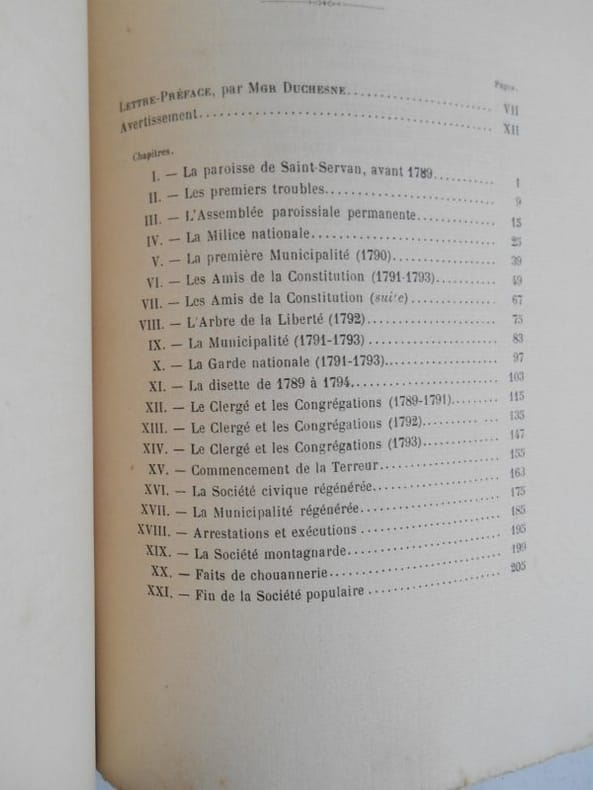 Pages.
LETTRE-PRÉFACE, par MGR DUCHESNE........................ VII
Avertissement........................ XII
Chapitres.
I. — La paroisse de Saint-Servan, avant 1789.......... 1
II. — Les premiers troubles........................ 9
III. — L'Assemblée paroissiale permanente............ 15
IV. — La Milice nationale........................ 25
V. — La première Municipalité (1790)................ 39
VI. — Les Amis de la Constitution (1791-1793)......... 49
VII. — Les Amis de la Constitution (suite)............ 67
VIII. — L'Arbre de la Liberté (1792).................. 75
IX. — La Municipalité (1791-1793).................. 83
X. — La Garde nationale (1791-1793)................ 97
XI. — La disette de 1789 à 1794.................... 103
XII. — Le Clergé et les Congrégations (1789-1791)....... 115
XIII. — Le Clergé et les Congrégations (1792)............ 135
XIV. — Le Clergé et les Congrégations (1793)............ 147
XV. — Commencement de la Terreur.................. 155
XVI. — La Société civique régénérée.................. 163
XVII. — La Municipalité régénérée.................... 175
XVIII. — Arrestations et exécutions.................... 185
XIX. — La Société montagnarde...................... 195
XX. — Faits de chouannerie........................ 199
XXI. — Fin de la Société populaire.................... 205